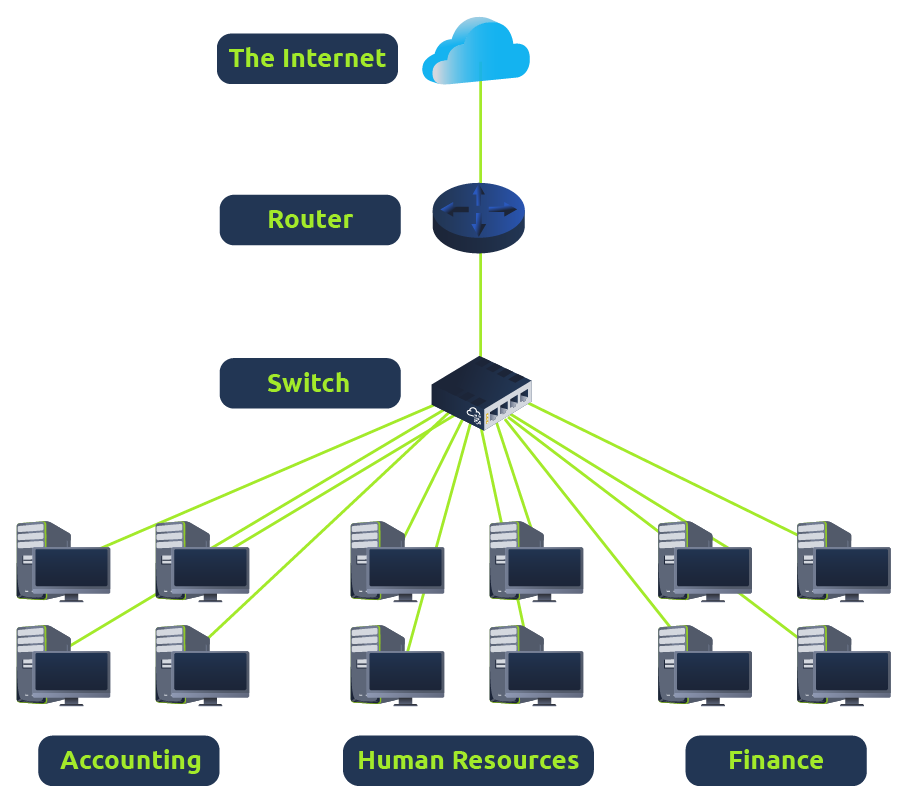 The Internet
Router
Switch
Accounting
Human Resources
Finance